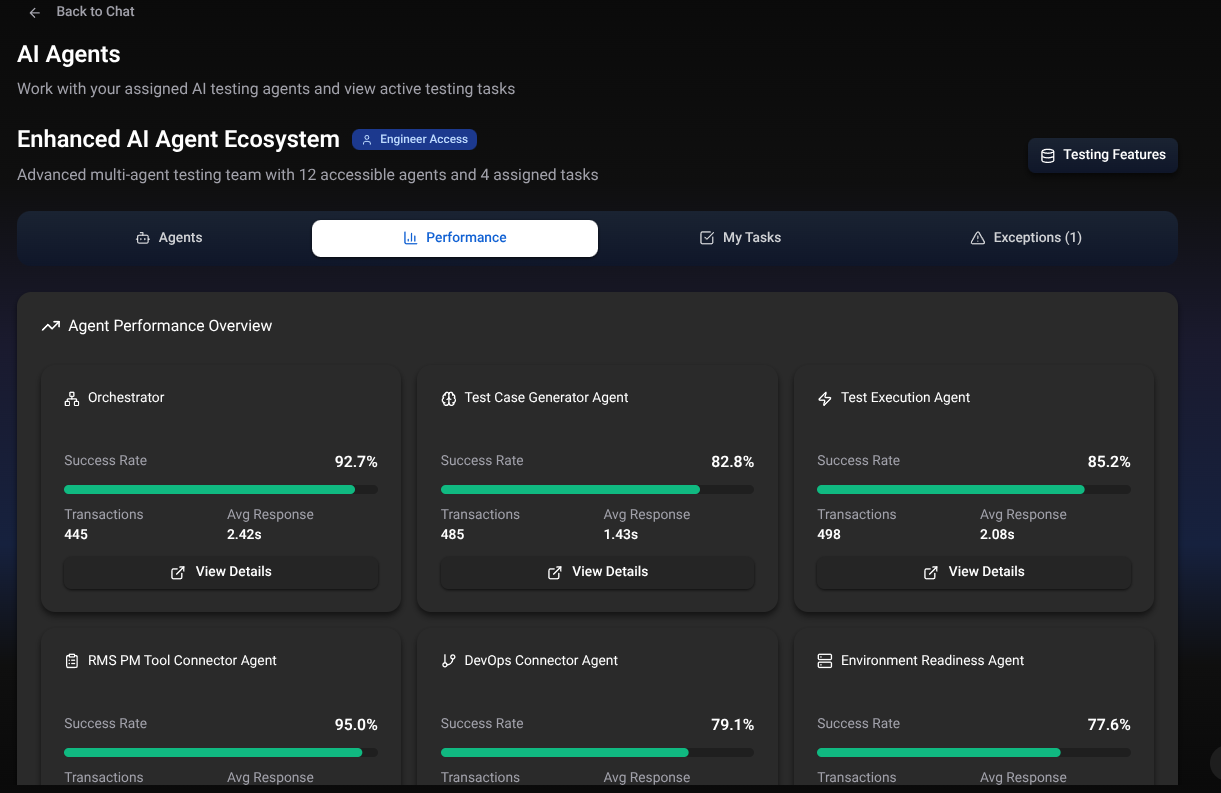 Back to Chat
AI Agents
Work with your assigned AI testing agents and view active testing tasks
Enhanced AI Agent Ecosystem
Engineer Access
Testing Features
Advanced multi-agent testing team with 12 accessible agents and 4 assigned tasks
Agents
Performance
My Tasks
Exceptions (1)
Agent Performance Overview
Orchestrator
Success Rate 92.7%
Transactions Avg Response
445 2.42s
View Details
Test Case Generator Agent
Success Rate 82.8%
Transactions Avg Response
485 1.43s
View Details
Test Execution Agent
Success Rate 85.2%
Transactions Avg Response
498 2.08s
View Details
RMS PM Tool Connector Agent
Success Rate 95.0%
Transactions Avg Response
DevOps Connector Agent
Success Rate 79.1%
Transactions Avg Response
Environment Readiness Agent
Success Rate 77.6%
Transactions Avg Response